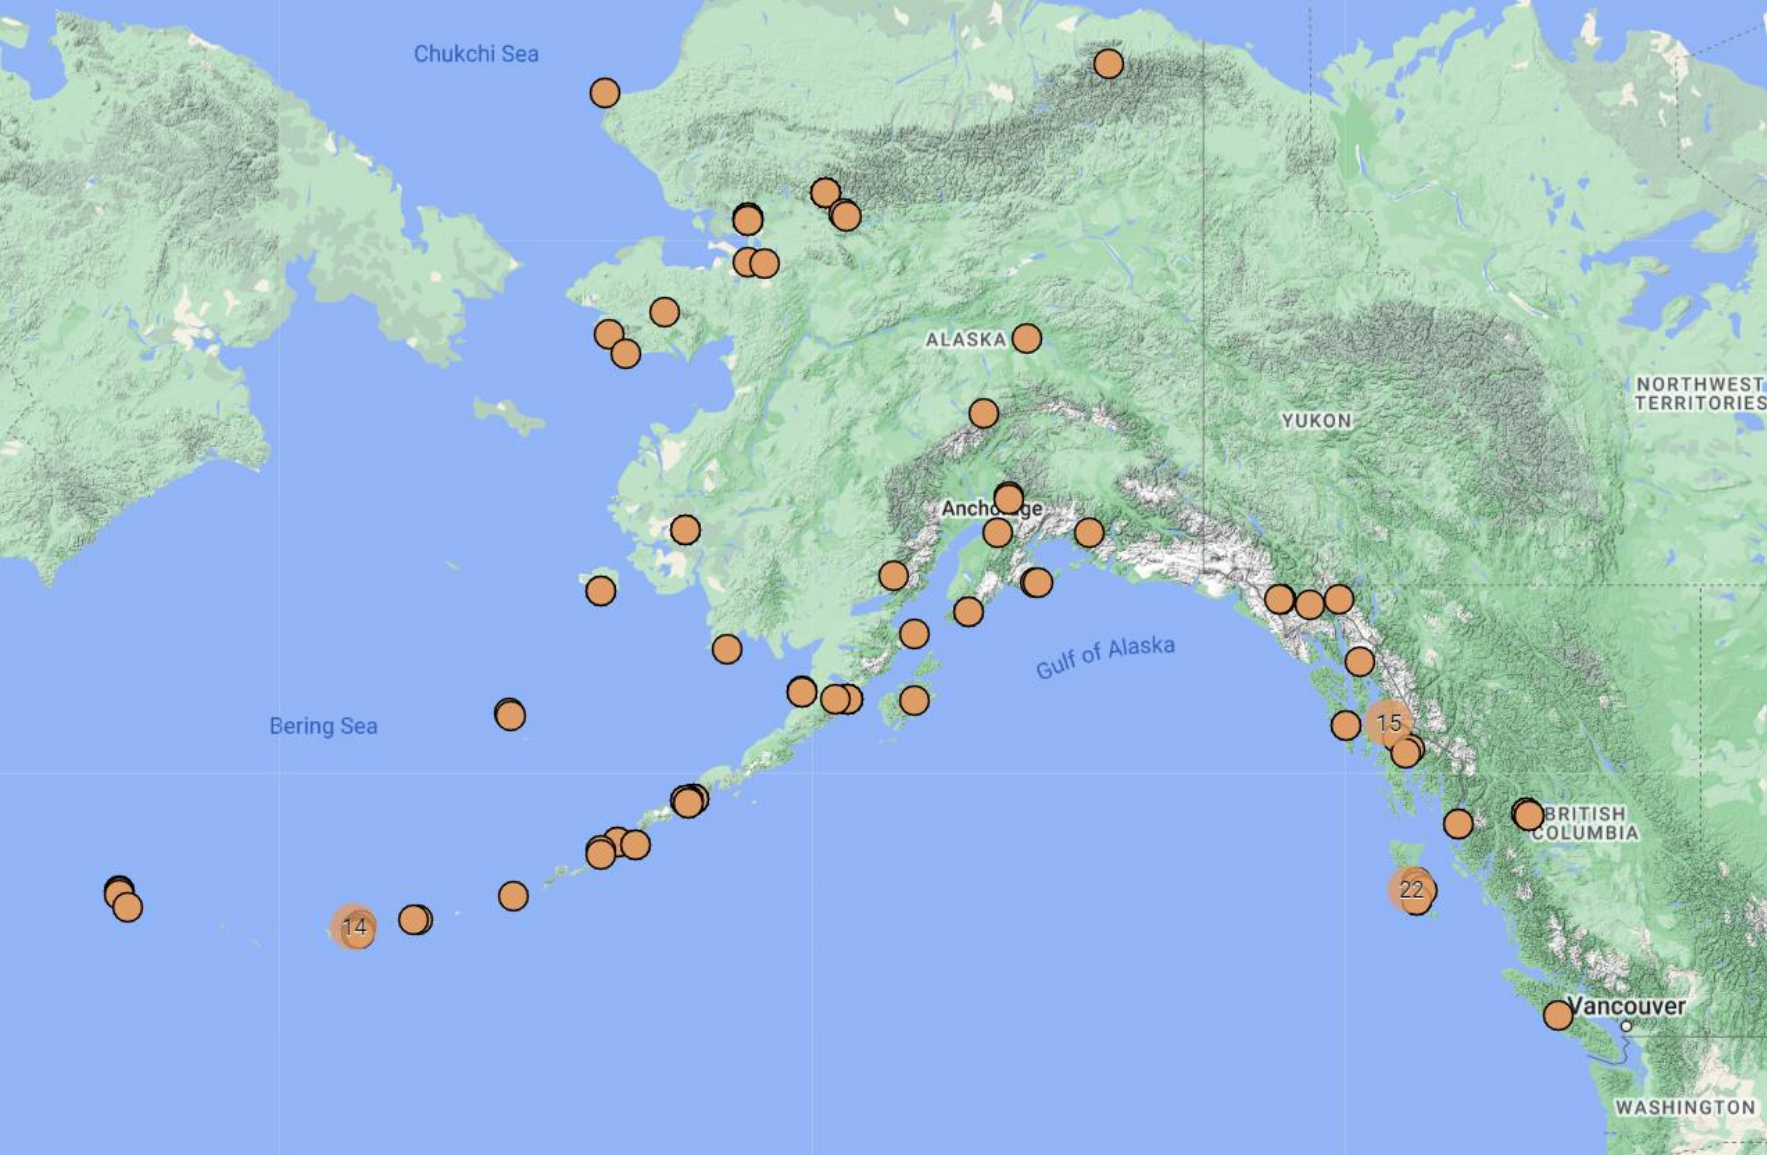 Chukchi Sea
ALASKA
NORTHWEST
TERRITORIES
YUKON
Anchorage
Gulf of Alaska
Bering Sea
15
BRITISH
COLUMBIA
22
14
Vancouver
WASHINGTON